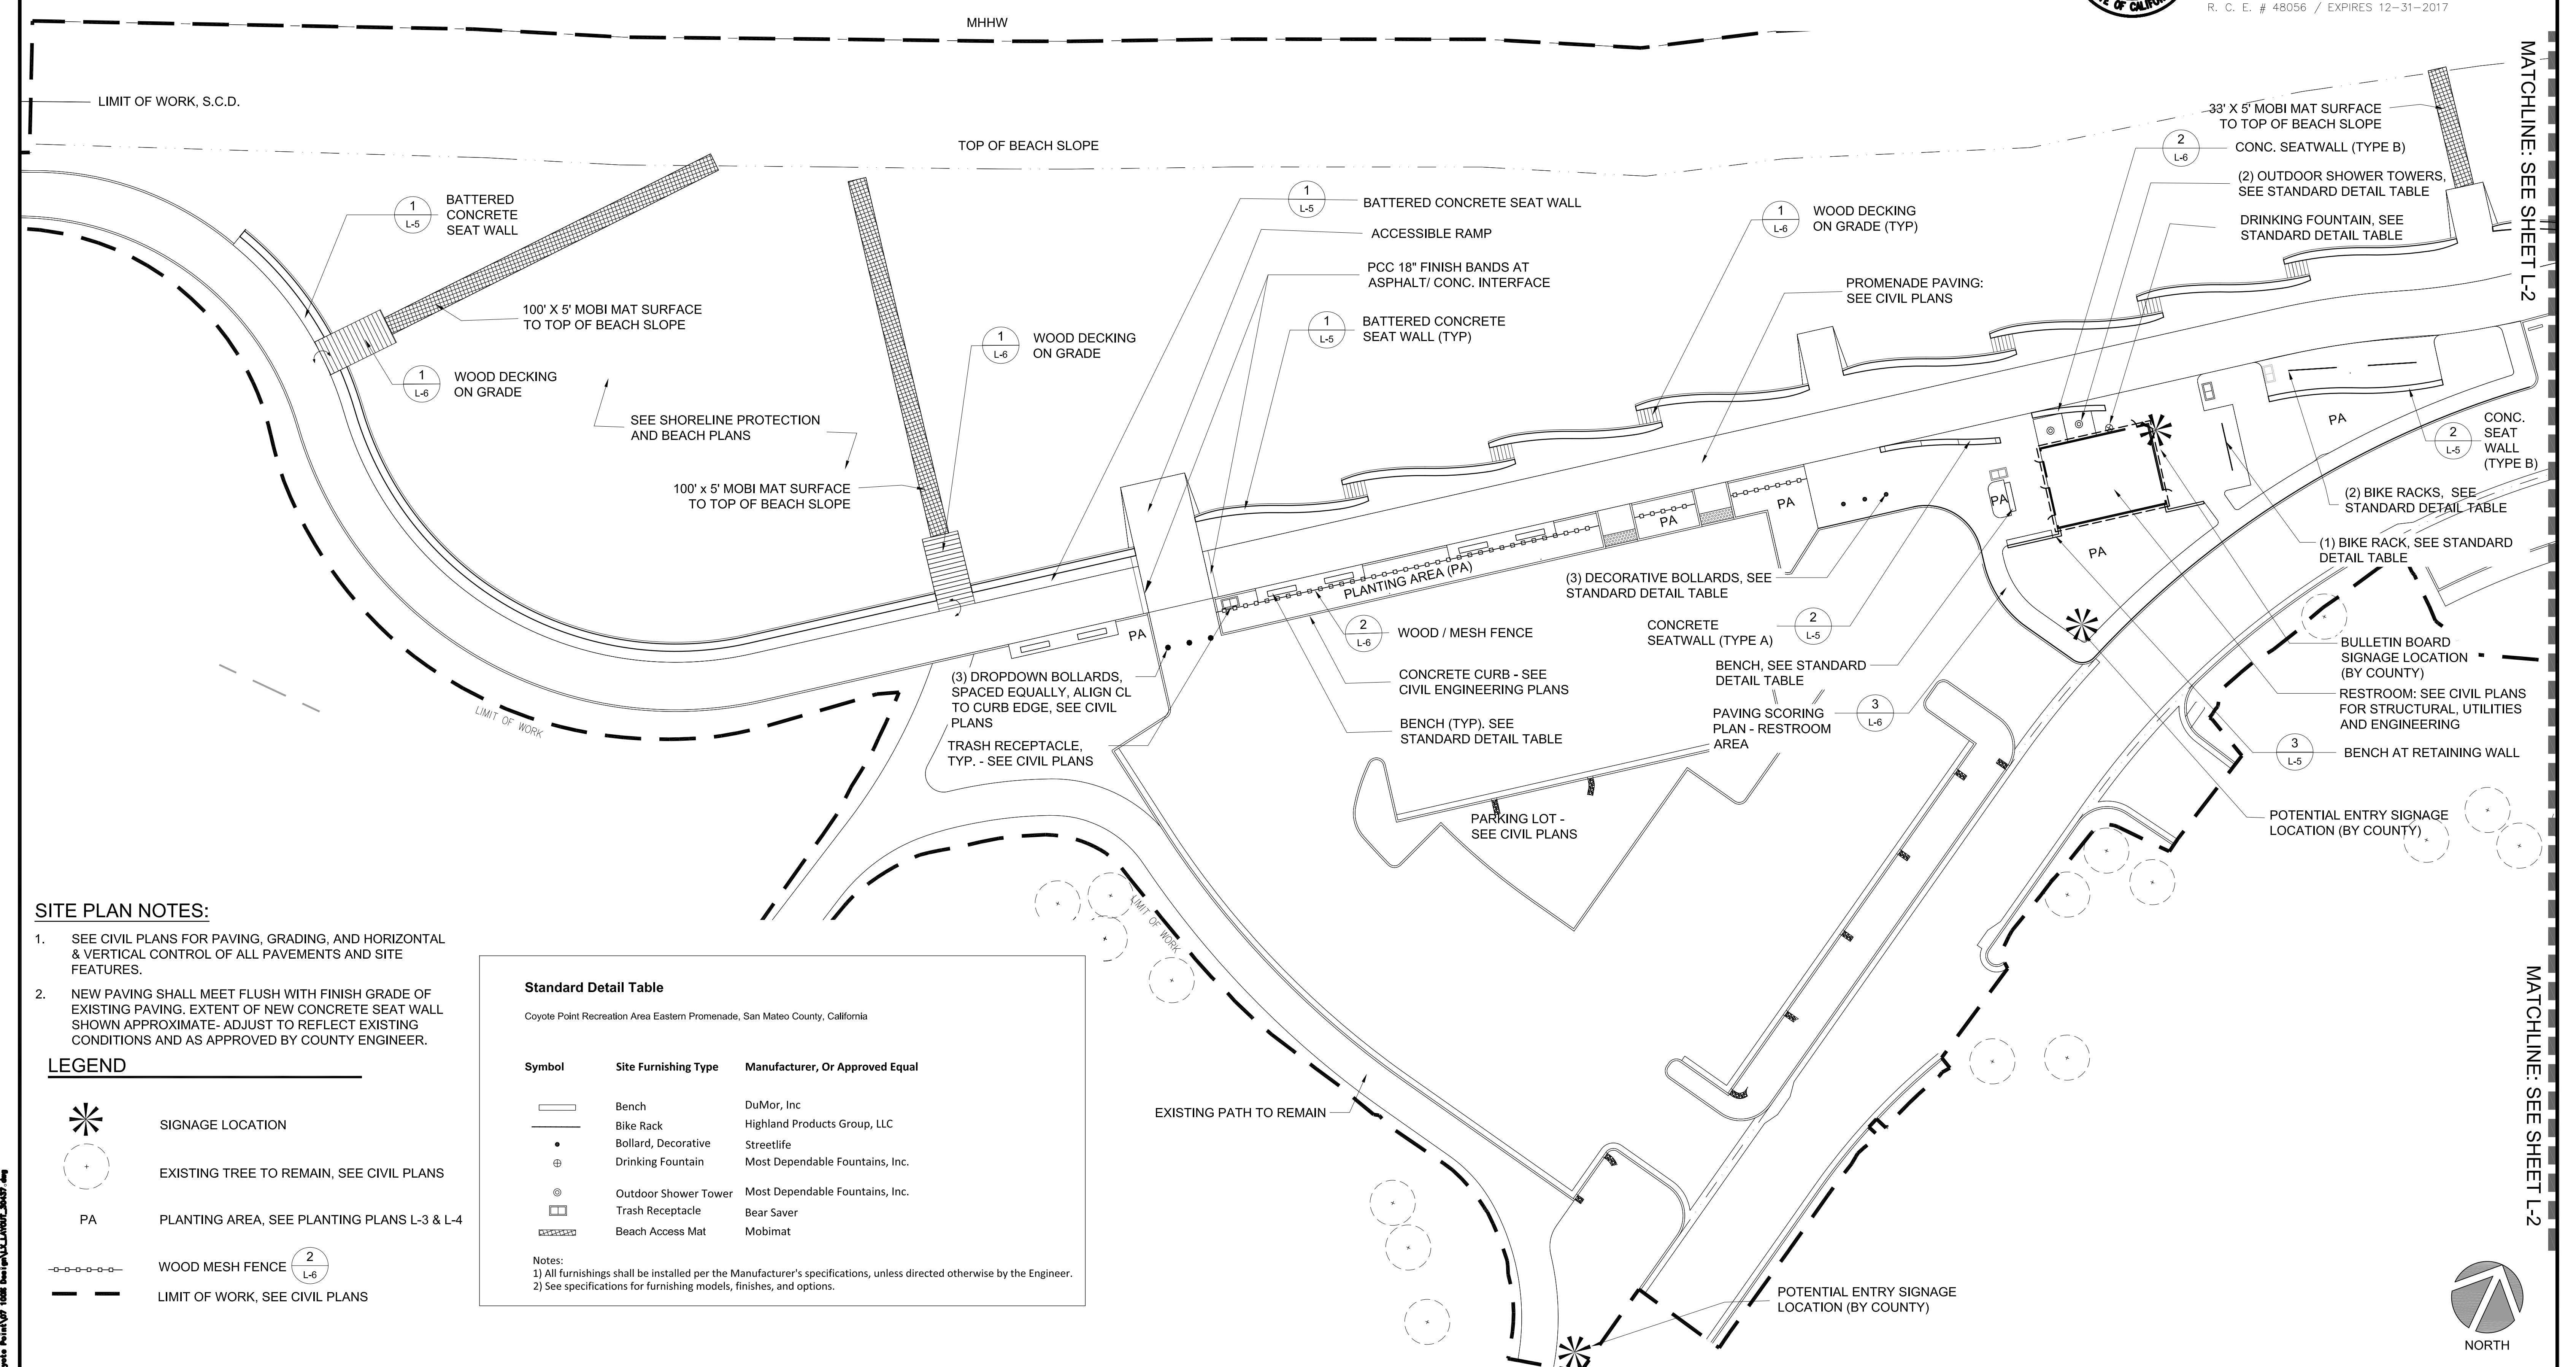 MHHW
R. C. E. # 48056 / EXPIRES 12-31-2017
MATCHLINE: SEE SHEET L-2
LIMIT OF WORK, S.C.D.
TOP OF BEACH SLOPE
33' X 5' MOBI MAT SURFACE
TO TOP OF BEACH SLOPE
2
L-6
CONC. SEATWALL (TYPE B)
(2) OUTDOOR SHOWER TOWERS,
SEE STANDARD DETAIL TABLE
DRINKING FOUNTAIN, SEE
STANDARD DETAIL TABLE
1
L-5
BATTERED
CONCRETE
SEAT WALL
1
L-5
BATTERED CONCRETE SEAT WALL
ACCESSIBLE RAMP
PCC 18" FINISH BANDS AT
ASPHALT/ CONC. INTERFACE
1
L-5
BATTERED CONCRETE
SEAT WALL (TYP)
1
L-6
WOOD DECKING
ON GRADE (TYP)
PROMENADE PAVING:
SEE CIVIL PLANS
100' X 5' MOBI MAT SURFACE
TO TOP OF BEACH SLOPE
1
L-6
WOOD DECKING
ON GRADE
1
L-6
WOOD DECKING
ON GRADE
SEE SHORELINE PROTECTION
AND BEACH PLANS
100' x 5' MOBI MAT SURFACE
TO TOP OF BEACH SLOPE
PA
2
L-5
CONC.
SEAT
WALL
(TYPE B)
(2) BIKE RACKS, SEE
STANDARD DETAIL TABLE
(1) BIKE RACK, SEE STANDARD
DETAIL TABLE
PA
PA
PA
PA
PA
PLANTING AREA (PA)
(3) DECORATIVE BOLLARDS, SEE
STANDARD DETAIL TABLE
2
L-6
WOOD / MESH FENCE
CONCRETE
SEATWALL (TYPE A)
2
L-5
CONCRETE CURB - SEE
CIVIL ENGINEERING PLANS
BENCH, SEE STANDARD
DETAIL TABLE
BENCH (TYP). SEE
STANDARD DETAIL TABLE
PAVING SCORING
PLAN - RESTROOM
AREA
3
L-6
BULLETIN BOARD
SIGNAGE LOCATION
(BY COUNTY)
RESTROOM: SEE CIVIL PLANS
FOR STRUCTURAL, UTILITIES
AND ENGINEERING
3
L-5
BENCH AT RETAINING WALL
POTENTIAL ENTRY SIGNAGE
LOCATION (BY COUNTY)
(3) DROPDOWN BOLLARDS,
SPACED EQUALLY, ALIGN CL
TO CURB EDGE, SEE CIVIL
PLANS
TRASH RECEPTACLE,
TYP. - SEE CIVIL PLANS
LIMIT OF WORK
PARKING LOT -
SEE CIVIL PLANS
LIMIT OF WORK
EXISTING PATH TO REMAIN
POTENTIAL ENTRY SIGNAGE
LOCATION (BY COUNTY)
MATCHLINE: SEE SHEET L-2
NORTH
SITE PLAN NOTES:
1. SEE CIVIL PLANS FOR PAVING, GRADING, AND HORIZONTAL
& VERTICAL CONTROL OF ALL PAVEMENTS AND SITE
FEATURES.
2. NEW PAVING SHALL MEET FLUSH WITH FINISH GRADE OF
EXISTING PAVING. EXTENT OF NEW CONCRETE SEAT WALL
SHOWN APPROXIMATE- ADJUST TO REFLECT EXISTING
CONDITIONS AND AS APPROVED BY COUNTY ENGINEER.
LEGEND
SIGNAGE LOCATION
EXISTING TREE TO REMAIN, SEE CIVIL PLANS
PA PLANTING AREA, SEE PLANTING PLANS L-3 & L-4
WOOD MESH FENCE 2
L-6
LIMIT OF WORK, SEE CIVIL PLANS
Standard Detail Table
Coyote Point Recreation Area Eastern Promenade, San Mateo County, California
Symbol Site Furnishing Type Manufacturer, Or Approved Equal
Bench DuMor, Inc
Bike Rack Highland Products Group, LLC
Bollard, Decorative Streetlife
Drinking Fountain Most Dependable Fountains, Inc.
Outdoor Shower Tower Most Dependable Fountains, Inc.
Trash Receptacle Bear Saver
Beach Access Mat Mobimat
Notes:
1) All furnishings shall be installed per the Manufacturer's specifications, unless directed otherwise by the Engineer.
2) See specifications for furnishing models, finishes, and options.